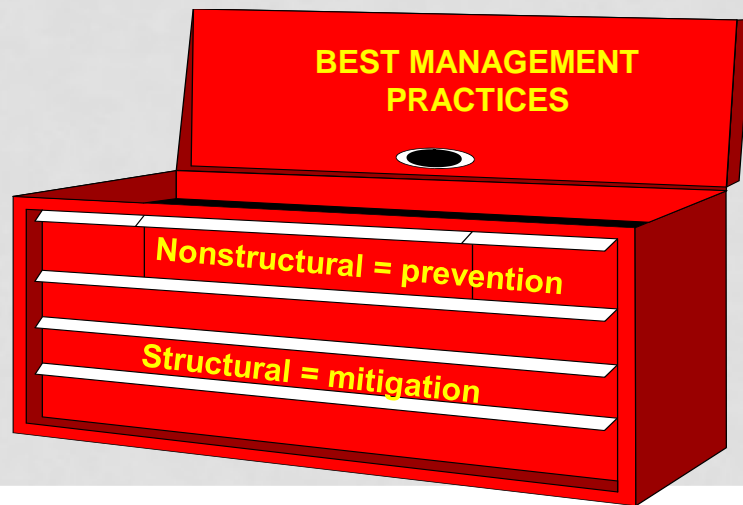 BEST MANAGEMENT
PRACTICES
Nonstructural = prevention
Structural = mitigation